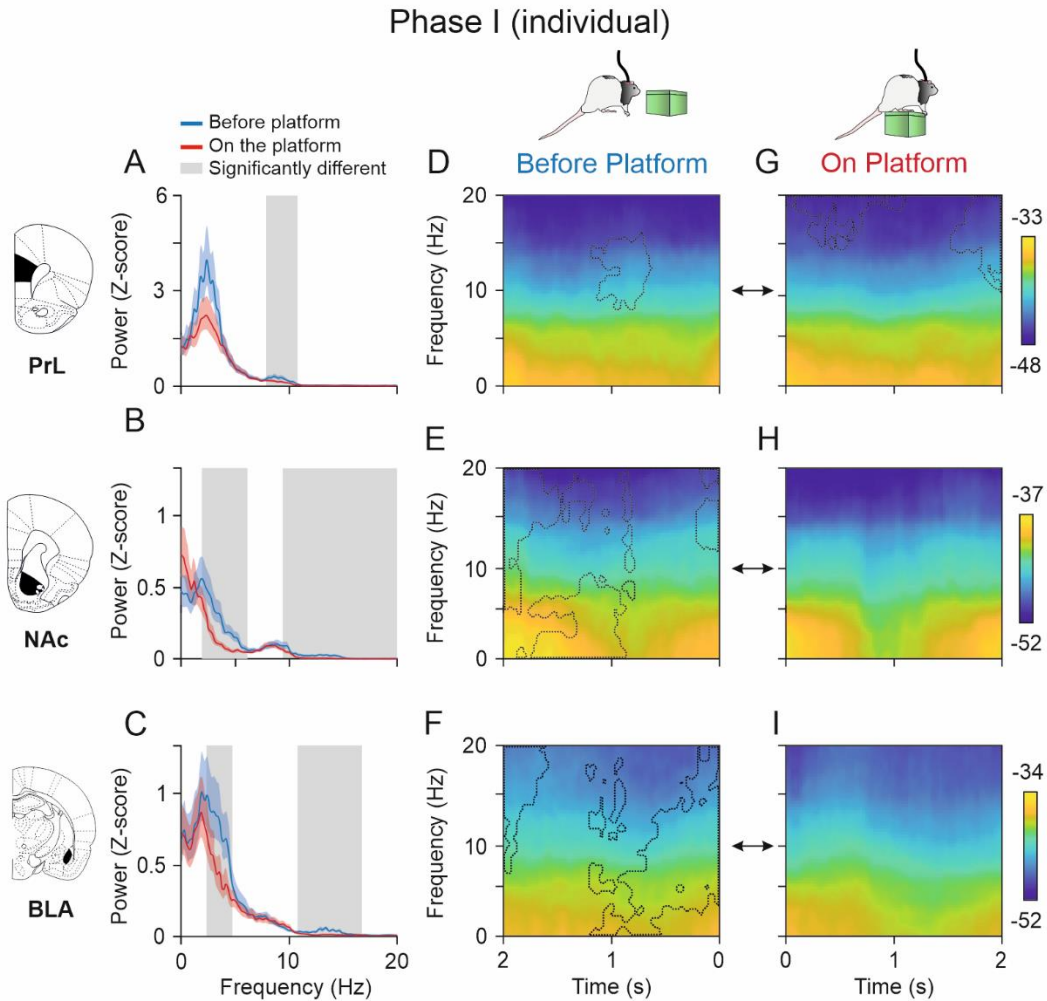 Phase I (individual)
Before platform
On the platform
Significantly different
A
D
Before Platform
G
On Platform
PrL
Power (Z-score)
6
3
0
0
10
20
Frequency (Hz)
20
10
0
-33
-48
B
E
H
NAc
Power (Z-score)
1
0.5
0
Frequency (Hz)
20
10
0
-37
-52
C
F
I
BLA
Power (Z-score)
1
0.5
0
0
10
20
Frequency (Hz)
Frequency (Hz)
20
10
0
2
1
0
Time (s)
0
1
2
Time (s)
-34
-52